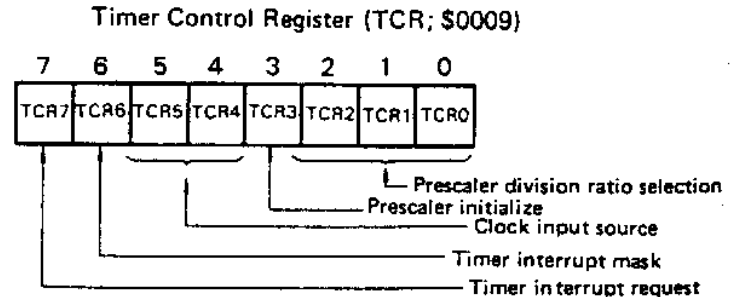 Timer Control Register (TCR; $0009)
7 6 5 4 3 2 1 0
TCR7 TCR6 TCR5 TCR4 TCR3 TCR2 TCR1 TCR0
Prescaler division ratio selection
Prescaler initialize
Clock input source
Timer interrupt mask
Timer interrupt request